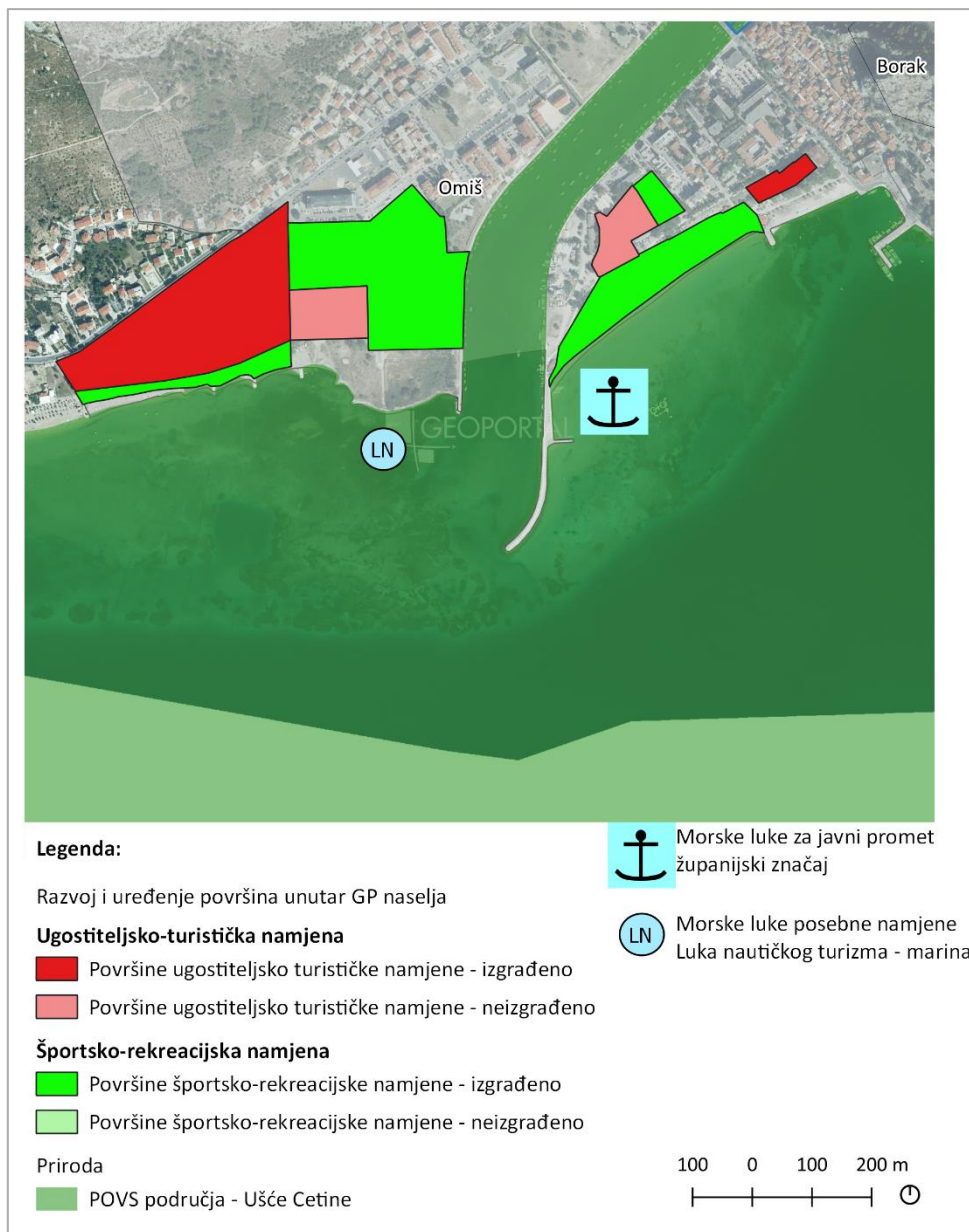 Borak
Omiš
GEOPORTAL
LN
Legenda:
Razvoj i uređenje površina unutar GP naselja
Ugostiteljsko-turistička namjena
Površine ugostiteljsko turističke namjene - izgrađeno
Površine ugostiteljsko turističke namjene - neizgrađeno
Športsko-rekreacijska namjena
Površine športsko-rekreacijske namjene - izgrađeno
Površine športsko-rekreacijske namjene - neizgrađeno
Priroda
POVS područja - Ušće Cetine
Morske luke za javni promet
županijski značaj
LN
Morske luke posebne namjene
Luka nautičkog turizma - marina
100 0 100 200 m